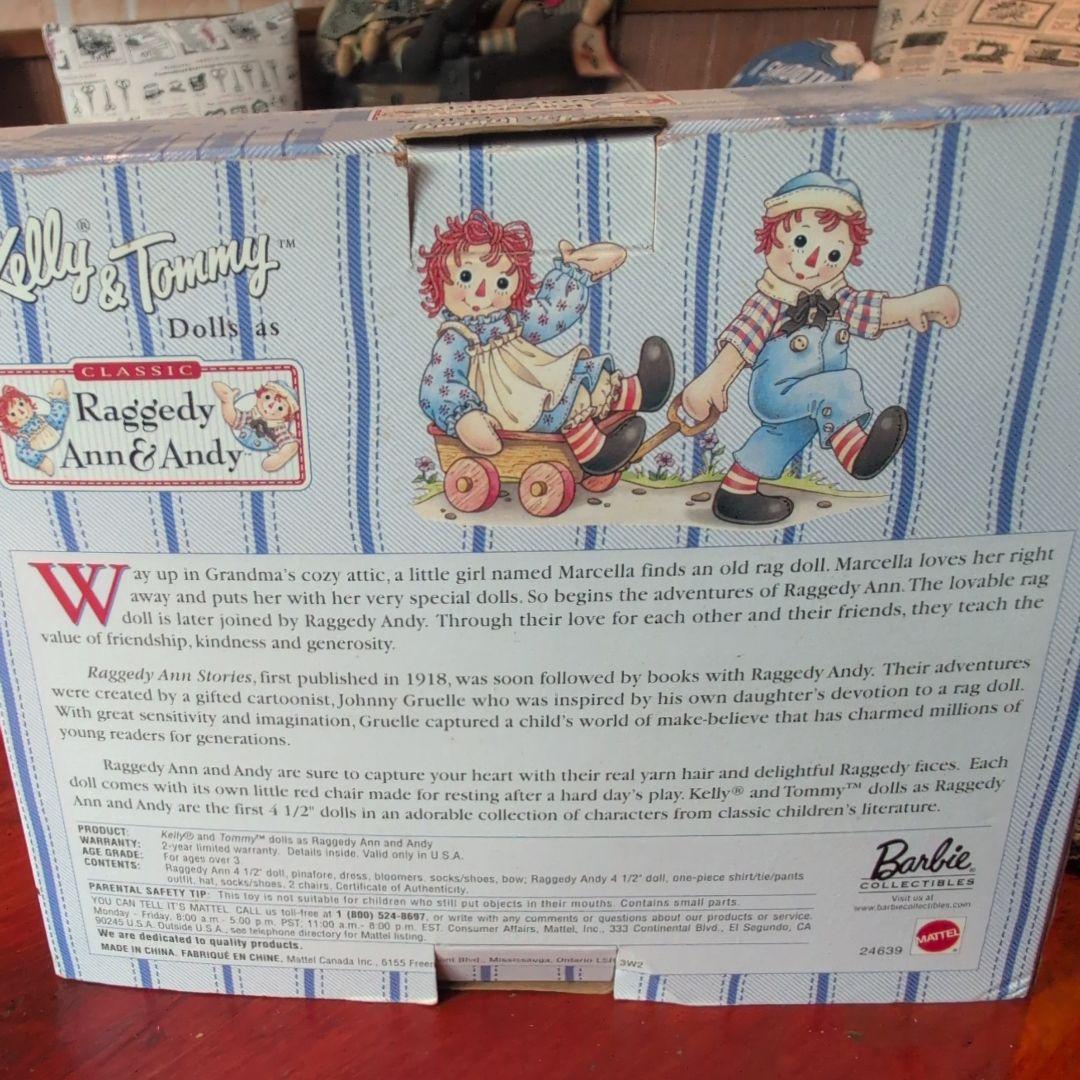 Kelly® & Tommy™
Dolls as
CLASSIC
Raggedy
Ann & Andy™
Way up in Grandma's cozy attic, a little girl named Marcella finds an old rag doll. Marcella loves her right
away and puts her with her very special dolls. So begins the adventures of Raggedy Ann. The lovable rag
doll is later joined by Raggedy Andy. Through their love for each other and their friends, they teach the
value of friendship, kindness and generosity.
Raggedy Ann Stories, first published in 1918, was soon followed by books with Raggedy Andy. Their adventures
were created by a gifted cartoonist, Johnny Gruelle who was inspired by his own daughter's devotion to a rag doll.
With great sensitivity and imagination, Gruelle captured a child's world of make-believe that has charmed millions of
young readers for generations.
Raggedy Ann and Andy are sure to capture your heart with their real yarn hair and delightful Raggedy faces. Each
doll comes with its own little red chair made for resting after a hard day's play. Kelly® and Tommy™ dolls as Raggedy
Ann and Andy are the first 4 1/2" dolls in an adorable collection of characters from classic children's literature.
PRODUCT: Kelly® and Tommy™ dolls as Raggedy Ann and Andy
WARRANTY: 2-year limited warranty. Details inside. Valid only in U.S.A.
AGE GRADE: For ages over 3
CONTENTS: Raggedy Ann 4 1/2" doll, pinafore, dress, bloomers, socks/shoes, bow; Raggedy Andy 4 1/2" doll, one-piece shirt/tie/pants
outfit, hat, socks/shoes, 2 chairs, Certificate of Authenticity.
PARENTAL SAFETY TIP: This toy is not suitable for children who still put objects in their mouths. Contains small parts.
YOU CAN TELL IT'S MATTEL. CALL us toll-free at 1 (800) 524-8697, or write with any comments or questions about our products or service.
Monday - Friday, 8:00 a.m.- 5:00 p.m. PST; 11:00 a.m.- 8:00 p.m. EST. Consumer Affairs, Mattel, Inc., 333 Continental Blvd., El Segundo, CA
90245 U.S.A. Outside U.S.A., see telephone directory for Mattel listing.
We are dedicated to quality products.
MADE IN CHINA. FABRIQUÉ EN CHINE. Mattel Canada Inc., 6155 Freemont Blvd., Mississauga, Ontario L5R 3W2
Barbie®
COLLECTIBLES
Visit us at
www.barbiecollectibles.com
24639
MATTEL®